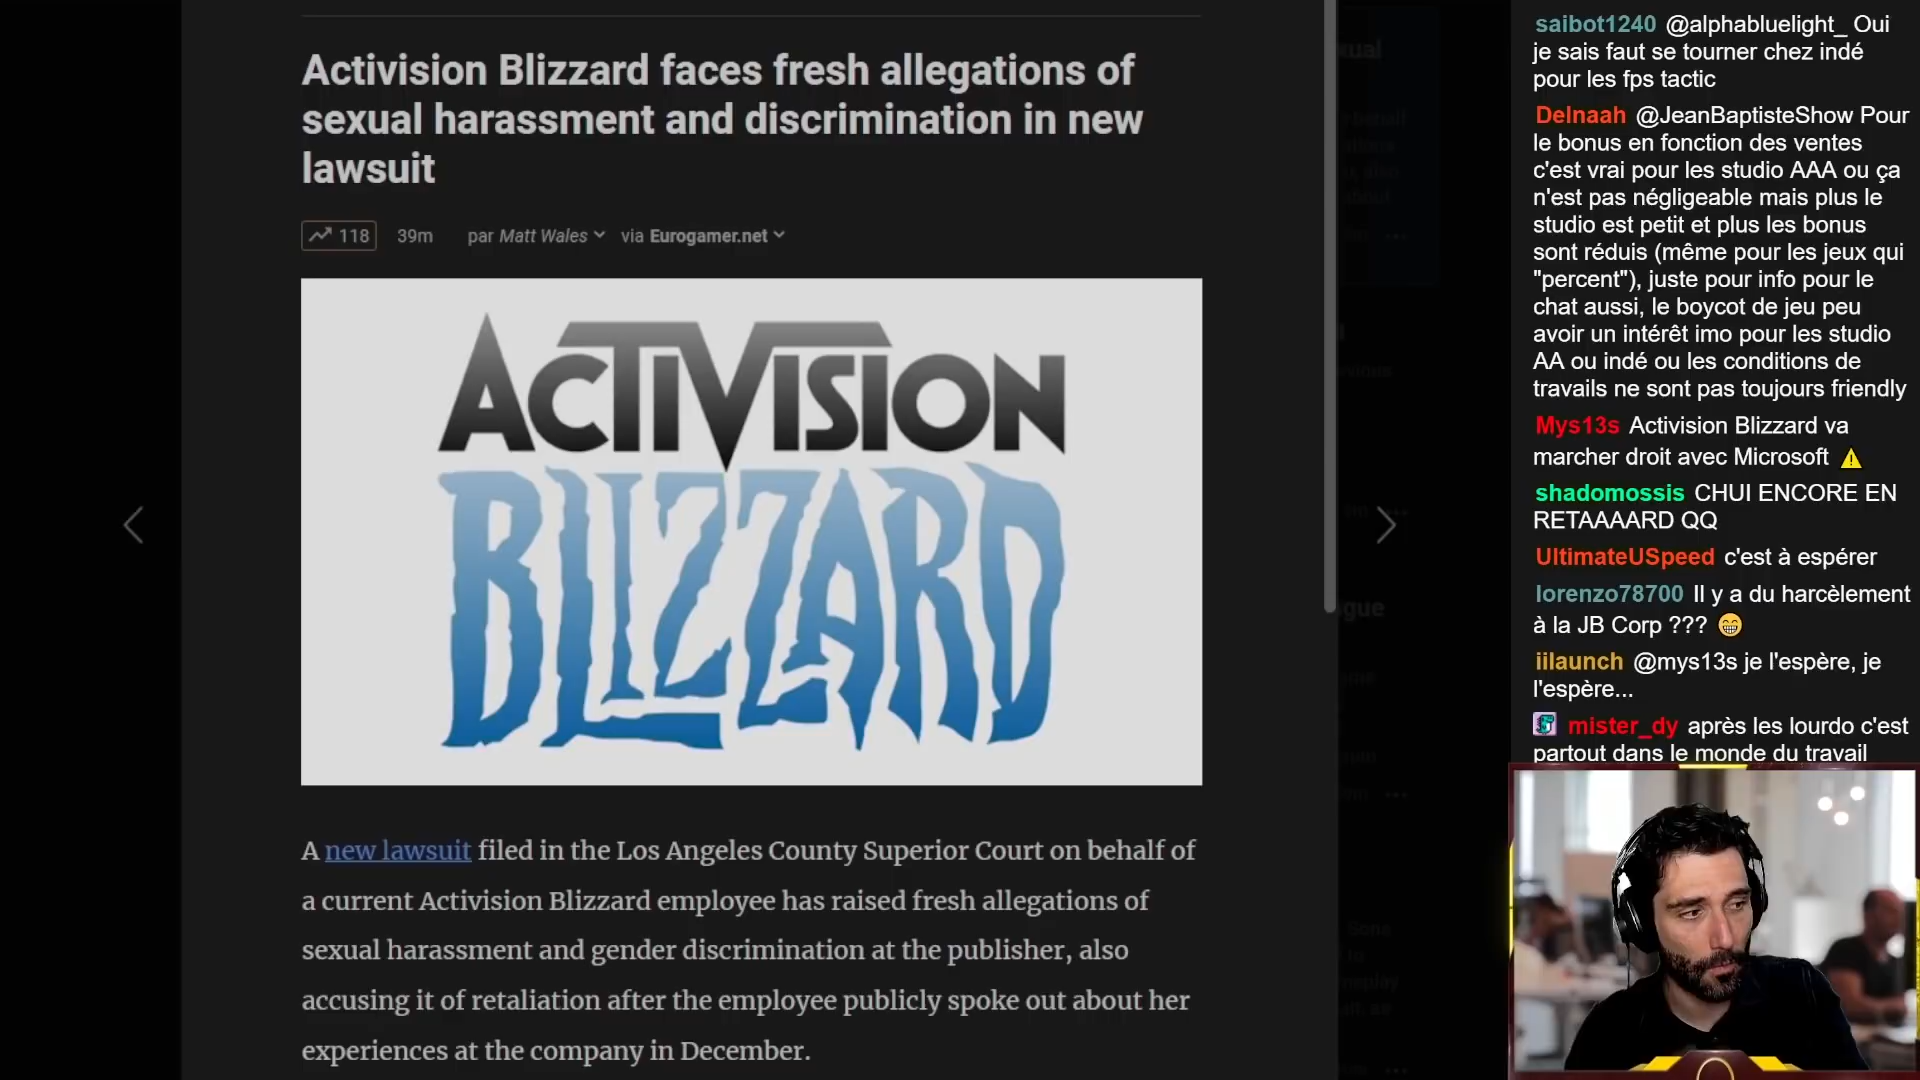 Activision Blizzard faces fresh allegations of
sexual harassment and discrimination in new
lawsuit
118 39m par Matt Wales via Eurogamer.net
ACTIVISION
BLIZZARD
A new lawsuit filed in the Los Angeles County Superior Court on behalf of
a current Activision Blizzard employee has raised fresh allegations of
sexual harassment and gender discrimination at the publisher, also
accusing it of retaliation after the employee publicly spoke out about her
experiences at the company in December.
saibot1240 @alphabluelight_ Oui
je sais faut se tourner chez indé
pour les fps tactic
Delnaah @JeanBaptisteShow Pour
le bonus en fonction des ventes
c'est vrai pour les studio AAA ou ça
n'est pas négligeable mais plus le
studio est petit et plus les bonus
sont réduis (même pour les jeux qui
"percent"), juste pour info pour le
chat aussi, le boycot de jeu peu
avoir un intérêt imo pour les studio
AA ou indé ou les conditions de
travails ne sont pas toujours friendly
Mys13s Activision Blizzard va
marcher droit avec Microsoft
shadomossis CHUI ENCORE EN
RETAAAARD QQ
UltimateUSpeed c'est à espérer
lorenzo78700 Il y a du harcèlement
à la JB Corp ???
iilaunch @mys13s je l'espère, je
l'espère...
mister_dy après les lourdo c'est
partout dans le monde du travail